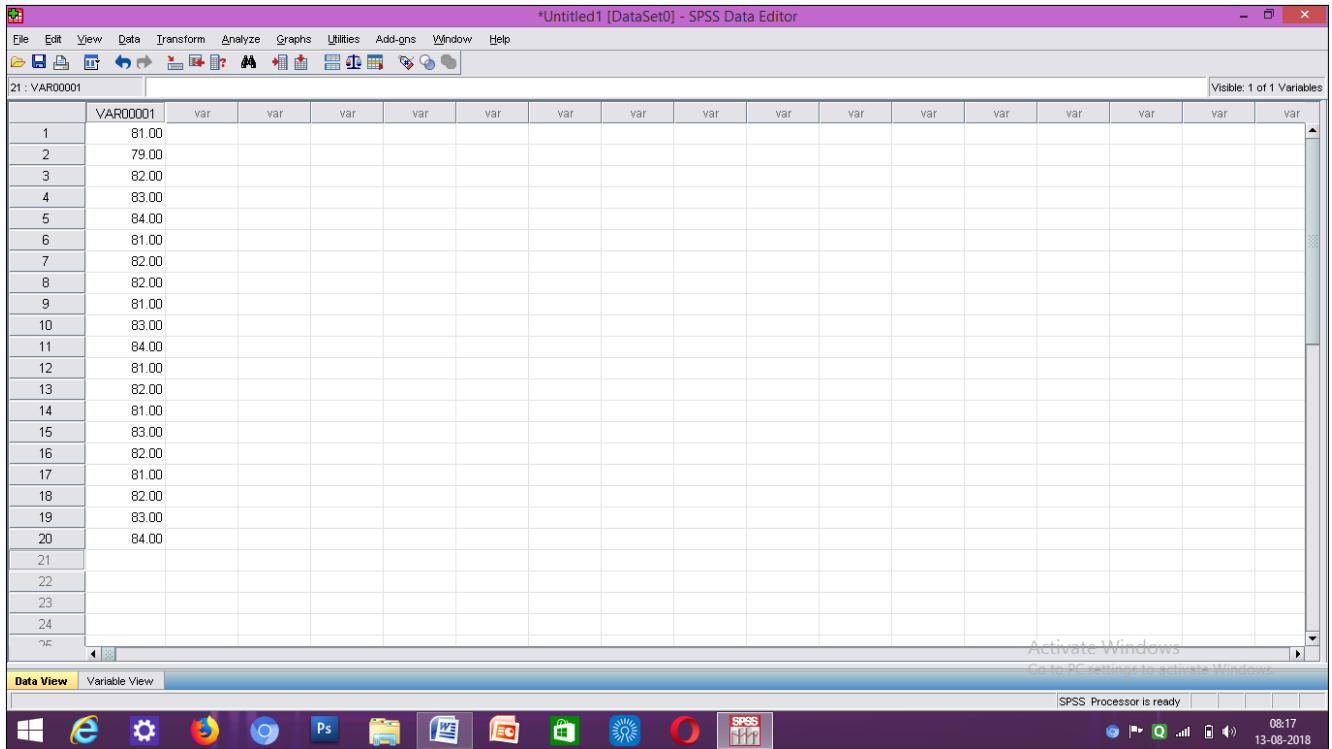 *Untitled1 [DataSet0] - SPSS Data Editor
File Edit View Data Transform Analyze Graphs Utilities Add-ons Window Help
21 : VAR00001 Visible: 1 of 1 Variables
VAR00001 var var var var var var var var var var var var var var var var
1 81.00
2 79.00
3 82.00
4 83.00
5 84.00
6 81.00
7 82.00
8 82.00
9 81.00
10 83.00
11 84.00
12 81.00
13 82.00
14 81.00
15 83.00
16 82.00
17 81.00
18 82.00
19 83.00
20 84.00
21
22
23
24
25
Activate Windows
Go to PC settings to activate Windows.
Data View Variable View
SPSS Processor is ready
Ps SPSS Q 08:17
13-08-2018